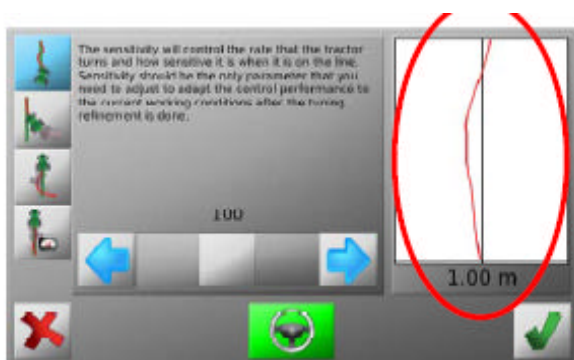 The sensitivity will control the rate that the tractor
turns and how sensitive it is when it is on the line.
Sensitivity should be the only parameter that you
need to adjust to adapt the control performance to
the current working conditions after the tuning
refinement is done.
100
1.00 m